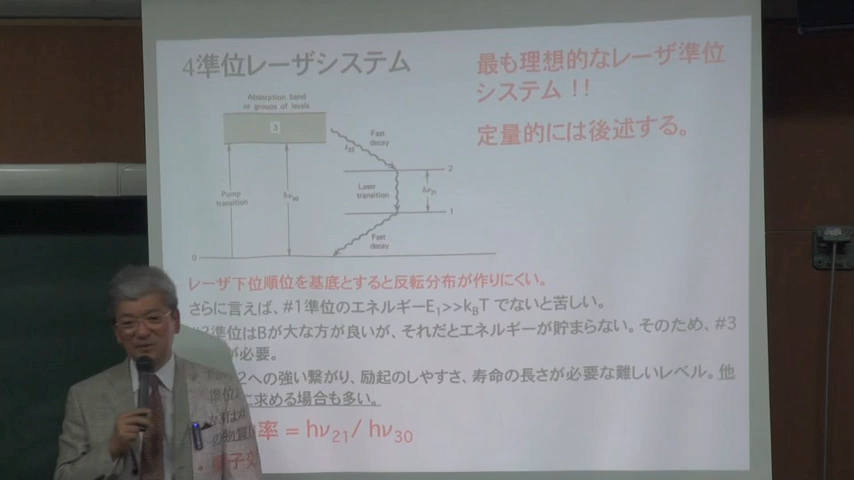 4準位レーザシステム
最も理想的なレーザ準位
システム！！
定量的には後述する。
Absorption band
or groups of levels
3
Fast
decay
2
Pump
transition
Laser
transition
1
Fast
decay
0
レーザ下位順位を基底とすると反転分布が作りにくい。
さらに言えば、#1準位のエネルギーE₁>>kBT でないと苦しい。
準位はBが大な方が良いが、それだとエネルギーが貯まらない。そのため、#3
が必要。
2への強い繋がり、励起のしやすさ、寿命の長さが必要な難しいレベル。他
に求める場合も多い。
率 = hν₂₁/ hν₃₀